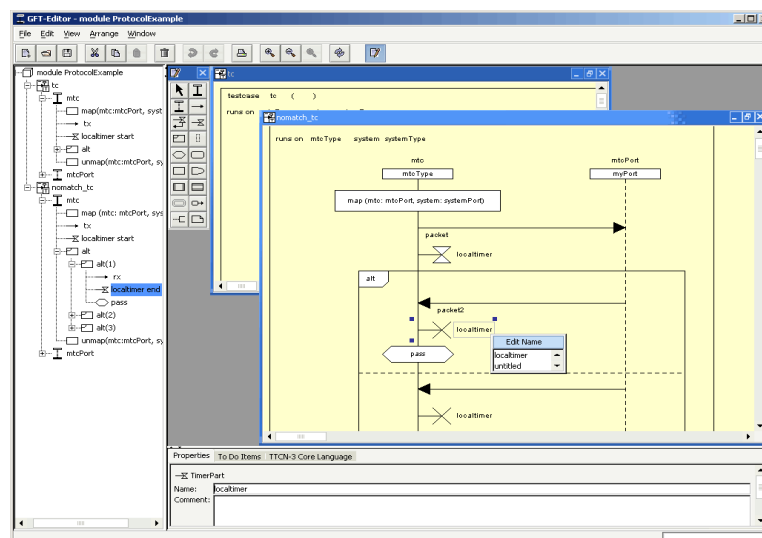 GFT-Editor - module ProtocolExample
File Edit View Arrange Window
module ProtocolExample
tc
mtc
map(mtc:mtcPort, syst
tx
localtimer start
alt
unmap(mtc:mtcPort, sy
mtcPort
nomatch_tc
mtc
map (mtc: mtcPort, sys
tx
localtimer start
alt
alt(1)
rx
localtimer end
pass
alt(2)
alt(3)
unmap(mtc:mtcPort, sy
mtcPort
tc
testcase tc ( )
runs on
nomatch_tc
runs on mtcType system systemType
mtc mtcPort
mtcType myPort
map (mtc: mtcPort, system: systemPort)
packet
localtimer
alt
packet2
localtimer
Edit Name
localtimer
untitled
pass
localtimer
Properties To Do Items TTCN-3 Core Language
TimerPart
Name: localtimer
Comment: